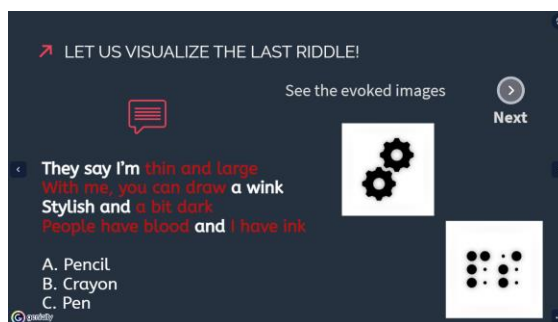 LET US VISUALIZE THE LAST RIDDLE!
See the evoked images
Next
They say I'm thin and large
With me, you can draw a wink
Stylish and a bit dark
People have blood and I have ink
A. Pencil
B. Crayon
C. Pen
genially